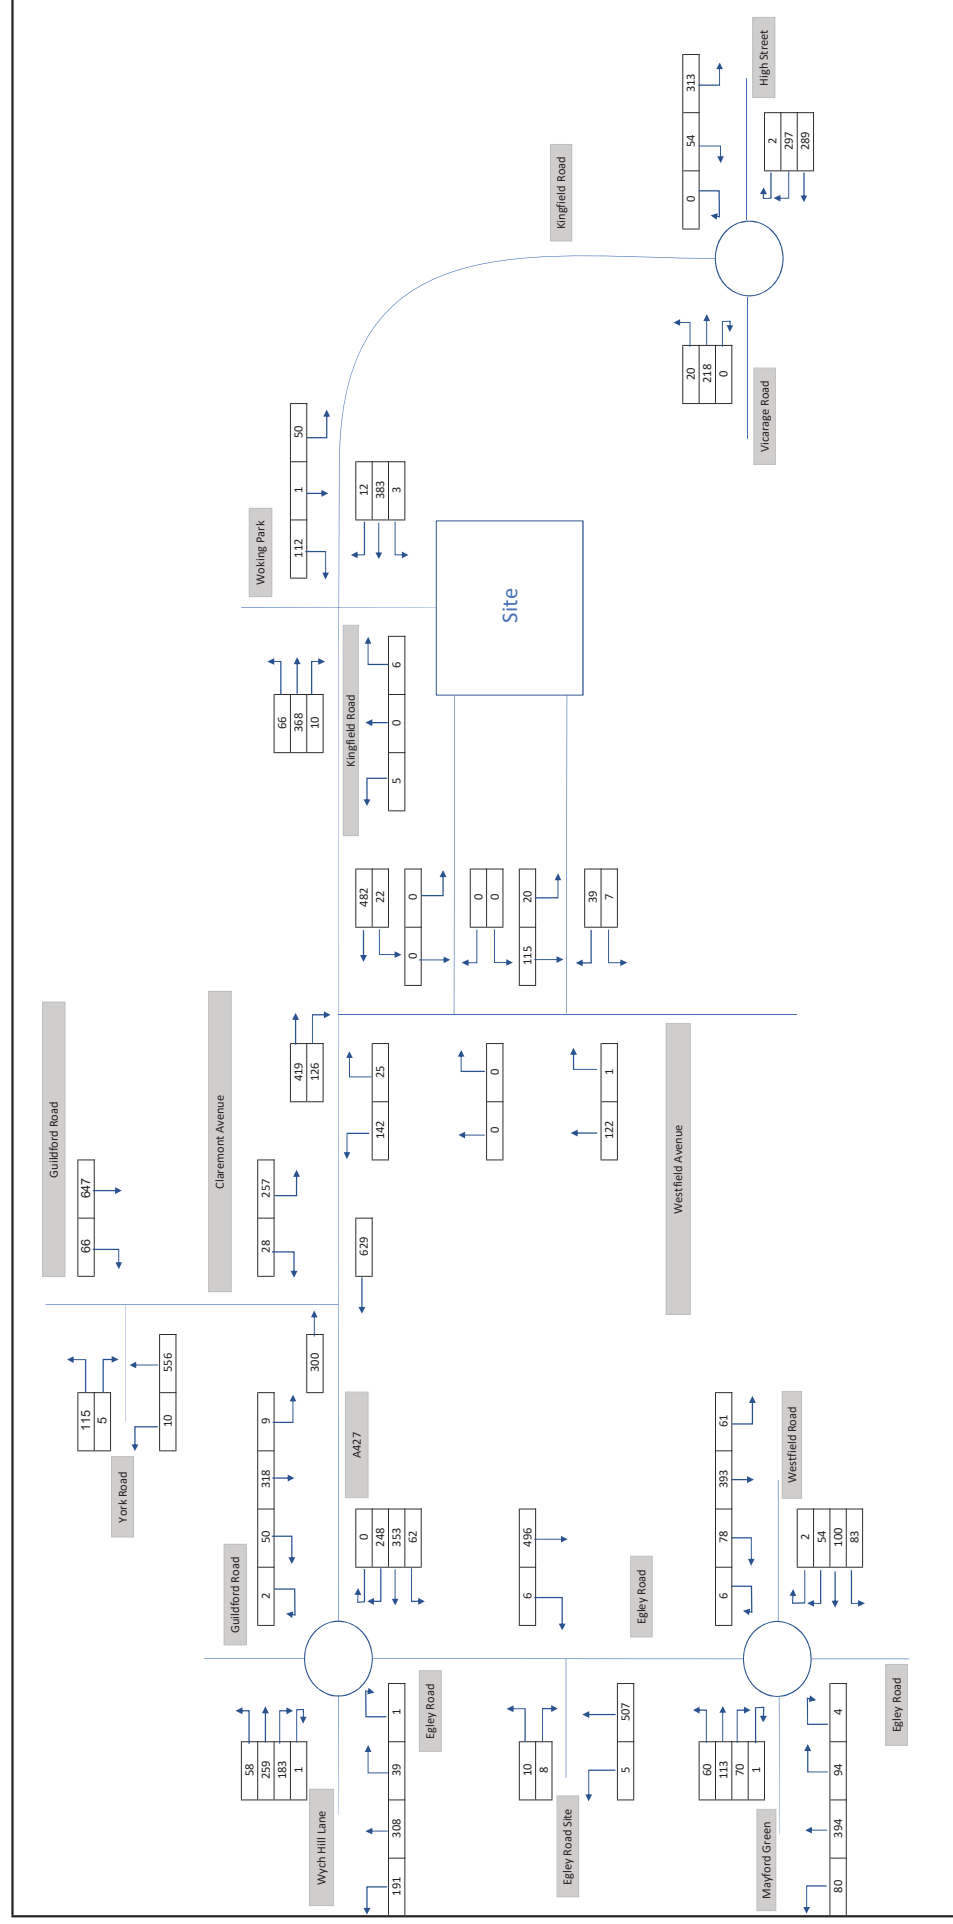 Guildford Road
66 647
115
5
York Road
10 556
Claremont Avenue
28 257
Guildford Road
2 50 318 9
Woking Park
112 1 50
58
259
183
1
Wych Hill Lane
66
368
10
419
126
300
Kingfield Road
A427
0
248
353
62
629
142 25
482
22
12
383
3
191 308 39 1
Egley Road
5 0 6
0 0
0
0
0 0
Site
Kingfield Road
10
8
6 496
115 20
Egley Road Site
5 507
122 1
39
7
Egley Road
Westfield Avenue
20
218
0
0 54 313
60
113
70
1
6 78 393 61
Mayford Green
Westfield Road
Vicarage Road
High Street
2
297
289
2
54
100
83
80 394 94 4
Egley Road